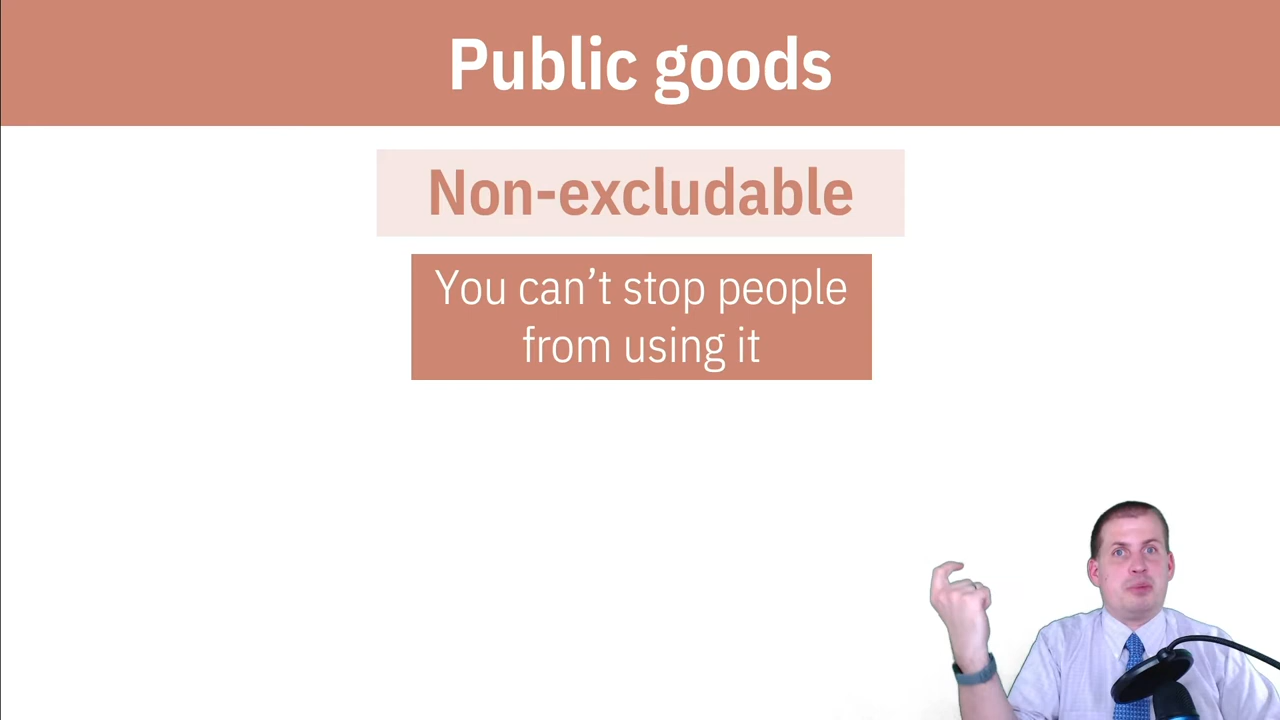 Public goods
Non-excludable
You can’t stop people
from using it